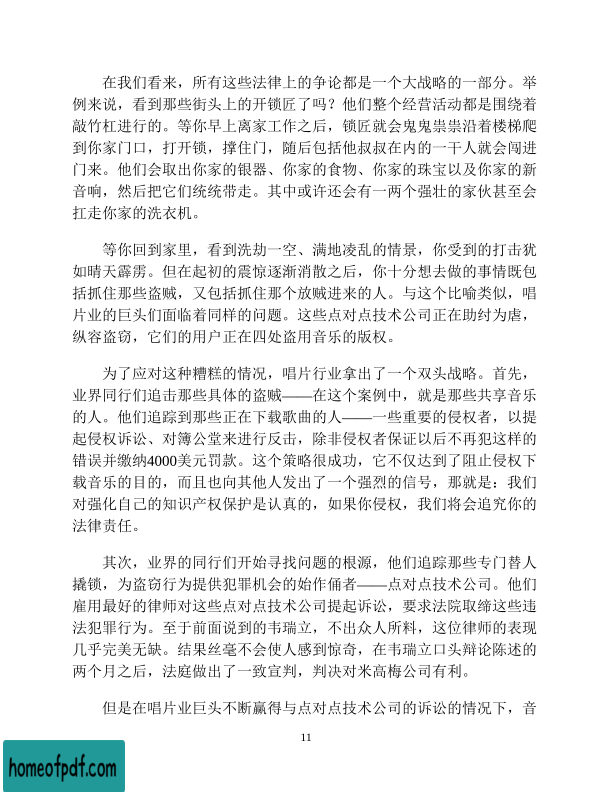 在我们看来，所有这些法律上的争论都是一个大战略的一部分。举
例来说，看到那些街头上的开锁匠了吗？他们整个经营活动都是围绕着
敲竹杠进行的。等你早上离家工作之后，锁匠就会鬼鬼祟祟沿着楼梯爬
到你家门口，打开锁，撑住门，随后包括他叔叔在内的一干人就会闯进
门来。他们会取出你家的银器、你家的食物、你家的珠宝以及你家的新
音响，然后把它们统统带走。其中或许还会有一两个强壮的家伙甚至会
扛走你家的洗衣机。
等你回到家里，看到洗劫一空、满地凌乱的情景，你受到的打击犹
如晴天霹雳。但在起初的震惊逐渐消散之后，你十分想去做的事情既包
括抓住那些盗贼，又包括抓住那个放贼进来的人。与这个比喻类似，唱
片业的巨头们面临着同样的问题。这些点对点技术公司正在助纣为虐，
纵容盗窃，它们的用户正在四处盗用音乐的版权。
为了应对这种糟糕的情况，唱片行业拿出了一个双头战略。首先，
业界同行们追击那些具体的盗贼——在这个案例中，就是那些共享音乐
的人。他们追踪到那些正在下载歌曲的人——一些重要的侵权者，以提
起侵权诉讼、对簿公堂来进行反击，除非侵权者保证以后不再犯这样的
错误并缴纳4000美元罚款。这个策略很成功，它不仅达到了阻止侵权下
载音乐的目的，而且也向其他人发出了一个强烈的信号，那就是：我们
对强化自己的知识产权保护是认真的，如果你侵权，我们将会追究你的
法律责任。
其次，业界的同行们开始寻找问题的根源，他们追踪那些专门替人
撬锁，为盗窃行为提供犯罪机会的始作俑者——点对点技术公司。他们
雇用最好的律师对这些点对点技术公司提起诉讼，要求法院取缔这些违
法犯罪行为。至于前面说到的韦瑞立，不出众人所料，这位律师的表现
几乎完美无缺。结果丝毫不会使人感到惊奇，在韦瑞立口头辩论陈述的
两个月之后，法庭做出了一致宣判，判决对米高梅公司有利。
但是在唱片业巨头不断赢得与点对点技术公司的诉讼的情况下，音
11
homeofpdf.com